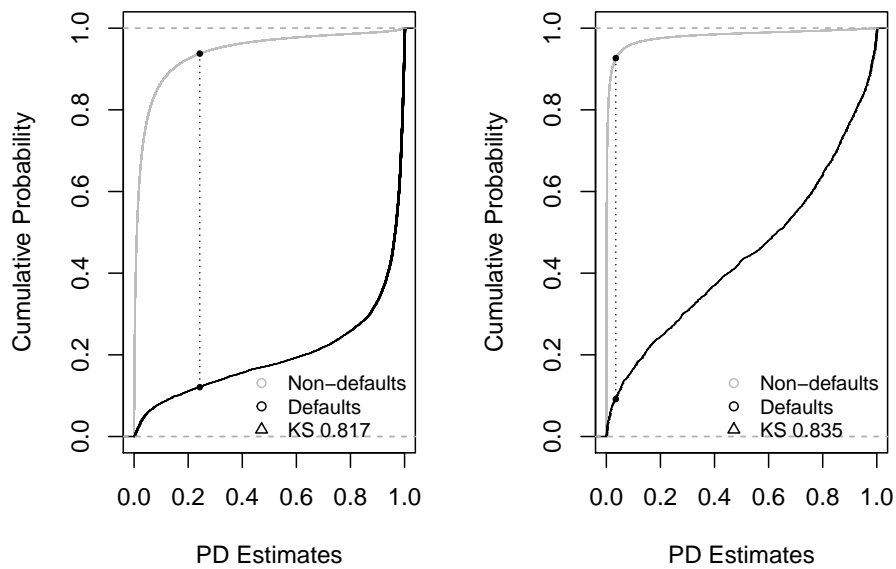 Cumulative Probability
1.0
0.8
0.6
0.4
0.2
0.0
Non−defaults
Defaults
KS 0.817
0.0 0.2 0.4 0.6 0.8 1.0
PD Estimates
Cumulative Probability
1.0
0.8
0.6
0.4
0.2
0.0
Non−defaults
Defaults
KS 0.835
0.0 0.2 0.4 0.6 0.8 1.0
PD Estimates